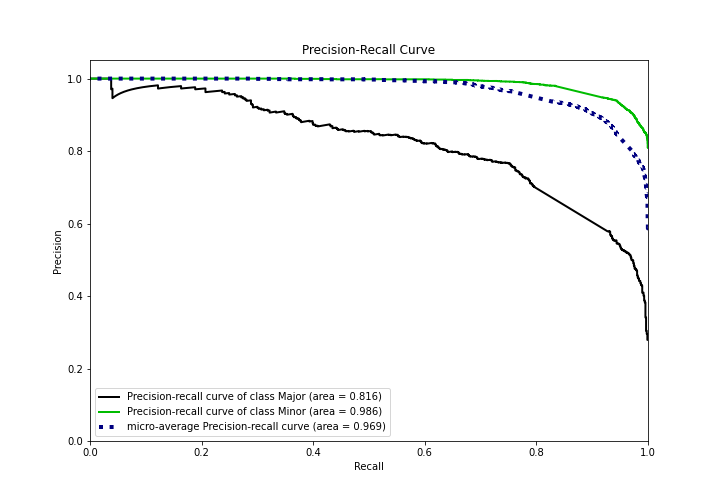 Precision-Recall Curve
1.0
0.8
0.6
0.4
0.2
0.0
Precision
Precision-recall curve of class Major (area = 0.816)
Precision-recall curve of class Minor (area = 0.986)
micro-average Precision-recall curve (area = 0.969)
0.0 0.2 0.4 0.6 0.8 1.0
Recall